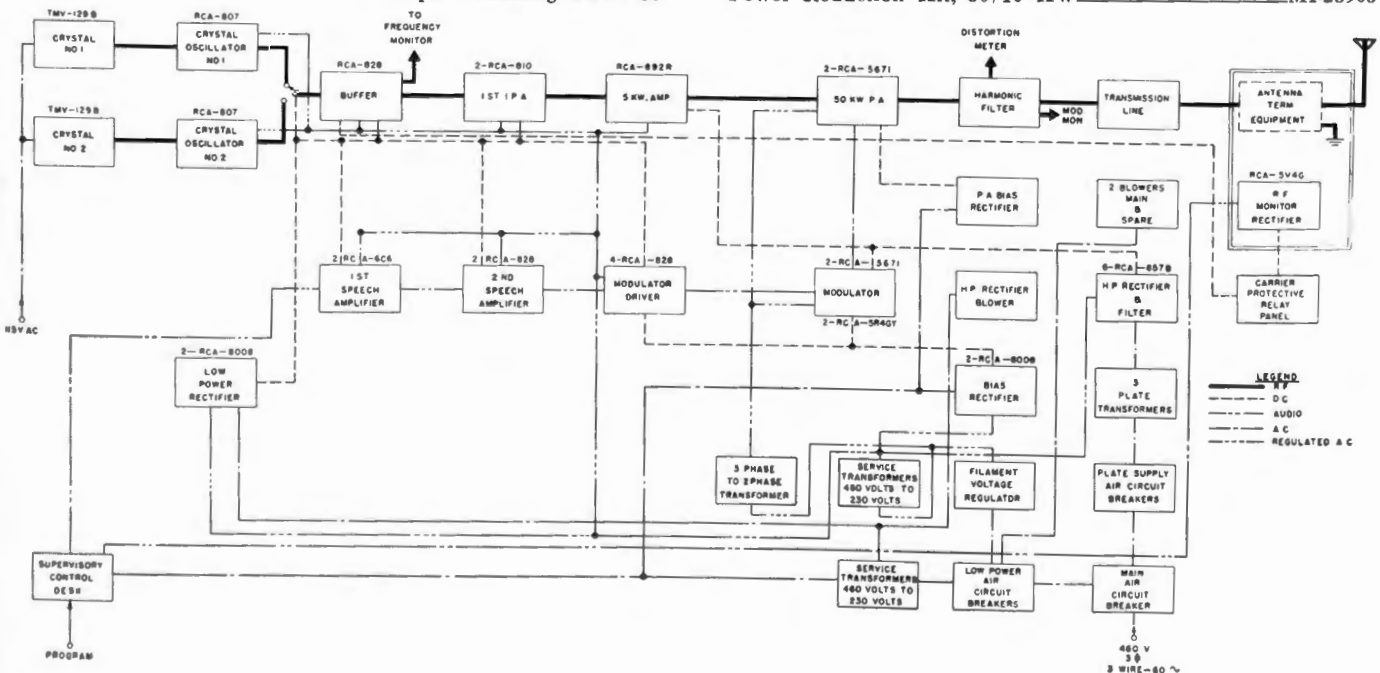 50/10 KW
TMV-129B
CRYSTAL
NO 1
RCA-807
CRYSTAL
OSCILLATOR
NO 1
RCA-828
BUFFER
TO
FREQUENCY
MONITOR
2-RCA-810
1ST I P A
RCA-892R
5 KW. AMP
2-RCA-5671
50 KW P A
DISTORTION
METER
HARMONIC
FILTER
MOD
MON
TRANSMISSION
LINE
ANTENNA
TERM
EQUIPMENT
TMV-129B
CRYSTAL
NO 2
RCA-807
CRYSTAL
OSCILLATOR
NO 2
P A BIAS
RECTIFIER
2 BLOWERS
MAIN
&
SPARE
RCA-5V4G
R F
MONITOR
RECTIFIER
115V AC
2 RCA-6C6
1ST
SPEECH
AMPLIFIER
2 RCA-828
2 ND
SPEECH
AMPLIFIER
4-RCA-828
MODULATOR
DRIVER
2-RCA-5671
MODULATOR
2-RCA-5R4GY
H P RECTIFIER
BLOWER
6-RCA-857B
H P RECTIFIER
&
FILTER
CARRIER
PROTECTIVE
RELAY
PANEL
2-RCA-8008
LOW
POWER
RECTIFIER
2-RCA-8008
BIAS
RECTIFIER
3
PLATE
TRANSFORMERS
LEGEND
R F
DC
AUDIO
A C
REGULATED A C
3 PHASE
TO 2 PHASE
TRANSFORMER
SERVICE
TRANSFORMERS
460 VOLTS TO
230 VOLTS
FILAMENT
VOLTAGE
REGULATOR
PLATE SUPPLY
AIR CIRCUIT
BREAKERS
SUPERVISORY
CONTROL
DESK
SERVICE
TRANSFORMERS
460 VOLTS TO
230 VOLTS
LOW POWER
AIR
CIRCUIT
BREAKERS
MAIN
AIR
CIRCUIT
BREAKER
PROGRAM
460 V
3 ϕ
3 WIRE-60 ~